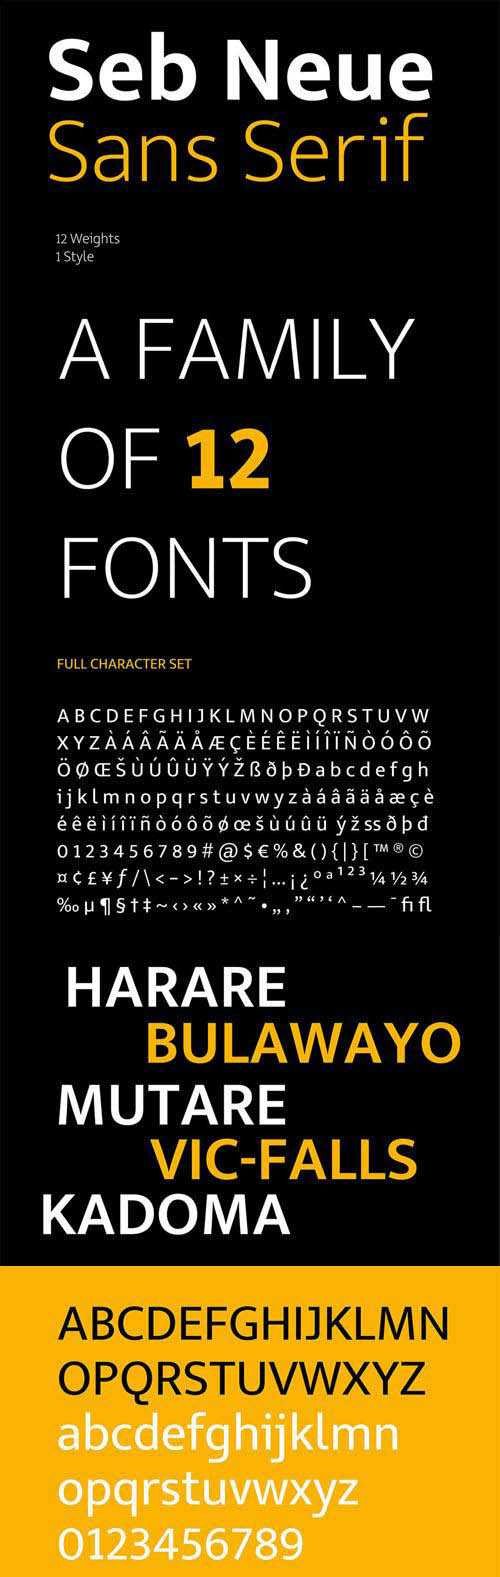 Seb Neue
Sans Serif
12 Weights
1 Style
A FAMILY
OF 12
FONTS
FULL CHARACTER SET
A B C D E F G H I J K L M N O P Q R S T U V W
X Y Z À Á Â Ã Ä Å Æ Ç È É Ê Ë Ì Í Î Ï Ñ Ò Ó Ô Õ
Ö Ø Œ Š Ù Ú Û Ü Ÿ Ý Ž ß ð þ Ð a b c d e f g h
i j k l m n o p q r s t u v w y z à á â ã ä å æ ç è
é ê ë ì í î ï ñ ò ó ô õ ø œ š ù ú û ü ý ž ss ð þ đ
0 1 2 3 4 5 6 7 8 9 # @ $ € % & ( ) { | } [ ™ ® ©
¤ ¢ £ ¥ ƒ / \ < – > ! ? ± × ÷ ¦ … ¡ ¿ º ª ¹ ² ³ ¼ ½ ¾
‰ µ ¶ § † ‡ ~ ‹ › « » * ^ ~ • „ ‚ ” “ ’ ‘ ^ – — ¯ fi fl
HARARE
BULAWAYO
MUTARE
VIC-FALLS
KADOMA
ABCDEFGHIJKLMN
OPQRSTUVWXYZ
abcdefghijklmn
opqrstuvwxyz
0123456789